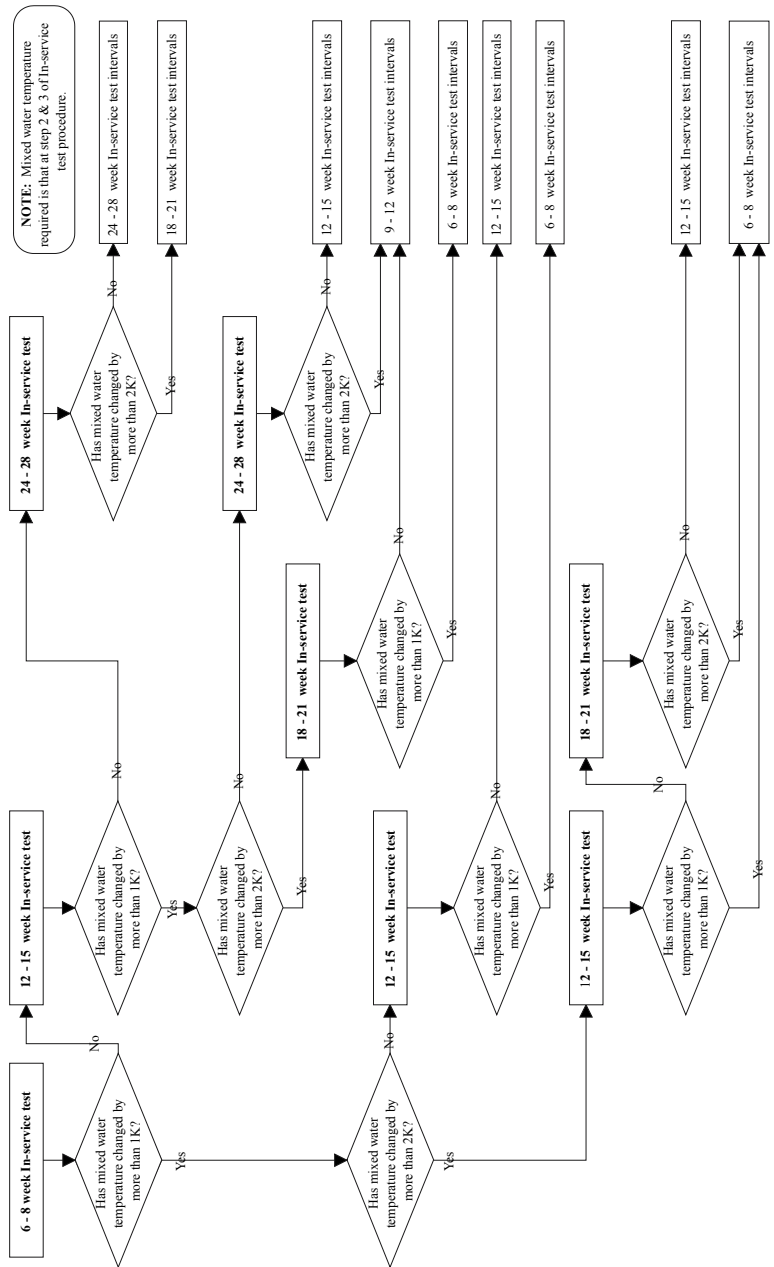 NOTE: Mixed water temperature
required is that at step 2 & 3 of In-service
test procedure.
6 - 8 week In-service test
12 - 15 week In-service test
24 - 28 week In-service test
Has mixed water
temperature changed by
more than 1K?
No
Yes
Has mixed water
temperature changed by
more than 1K?
No
Yes
Has mixed water
temperature changed by
more than 2K?
No
Yes
24 - 28 week In-service test intervals
18 - 21 week In-service test intervals
Has mixed water
temperature changed by
more than 2K?
No
Yes
24 - 28 week In-service test
Has mixed water
temperature changed by
more than 2K?
No
Yes
12 - 15 week In-service test intervals
9 - 12 week In-service test intervals
18 - 21 week In-service test
Has mixed water
temperature changed by
more than 1K?
No
Yes
6 - 8 week In-service test intervals
Has mixed water
temperature changed by
more than 2K?
No
Yes
12 - 15 week In-service test
Has mixed water
temperature changed by
more than 1K?
No
Yes
12 - 15 week In-service test intervals
6 - 8 week In-service test intervals
12 - 15 week In-service test
Has mixed water
temperature changed by
more than 1K?
No
Yes
18 - 21 week In-service test
Has mixed water
temperature changed by
more than 2K?
No
Yes
12 - 15 week In-service test intervals
6 - 8 week In-service test intervals